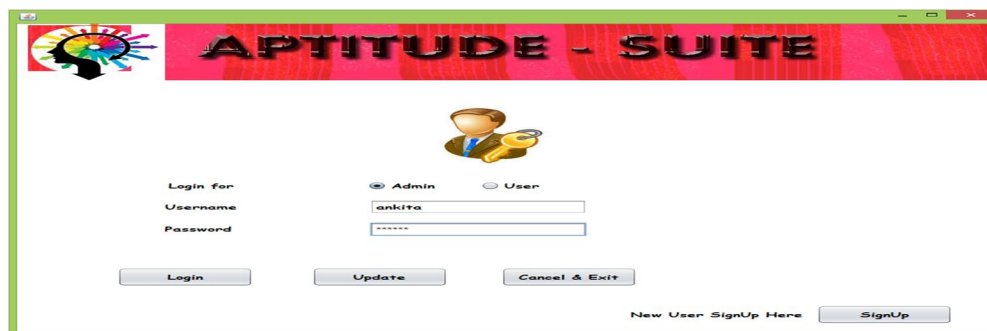 APTITUDE - SUITE
Login for Admin User
Username ankita
Password ******
Login Update Cancel & Exit
New User SignUp Here SignUp